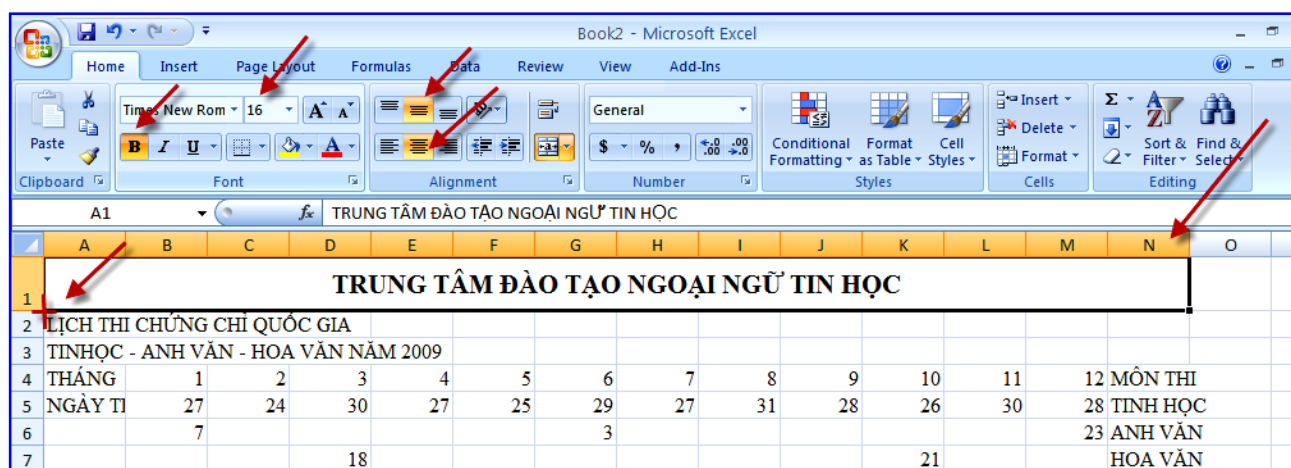 Book2 - Microsoft Excel
Home Insert Page Layout Formulas Data Review View Add-Ins
Paste
Clipboard
Times New Rom 16 A A
B I U A
Font
Alignment
General
$ % , .00 .00
Number
Conditional Formatting
Format as Table
Cell Styles
Styles
Insert
Delete
Format
Cells
Σ
Sort & Filter
Find & Select
Editing
A1 fx TRUNG TÂM ĐÀO TẠO NGOẠI NGỮ TIN HỌC
A B C D E F G H I J K L M N O
1 TRUNG TÂM ĐÀO TẠO NGOẠI NGỮ TIN HỌC
2 LỊCH THI CHỨNG CHỈ QUỐC GIA
3 TINHỌC - ANH VĂN - HOA VĂN NĂM 2009
4 THÁNG 1 2 3 4 5 6 7 8 9 10 11 12 MÔN THI
5 NGÀY TI 27 24 30 27 25 29 27 31 28 26 30 28 TINH HỌC
6 7 3 23 ANH VĂN
7 18 21 HOA VĂN